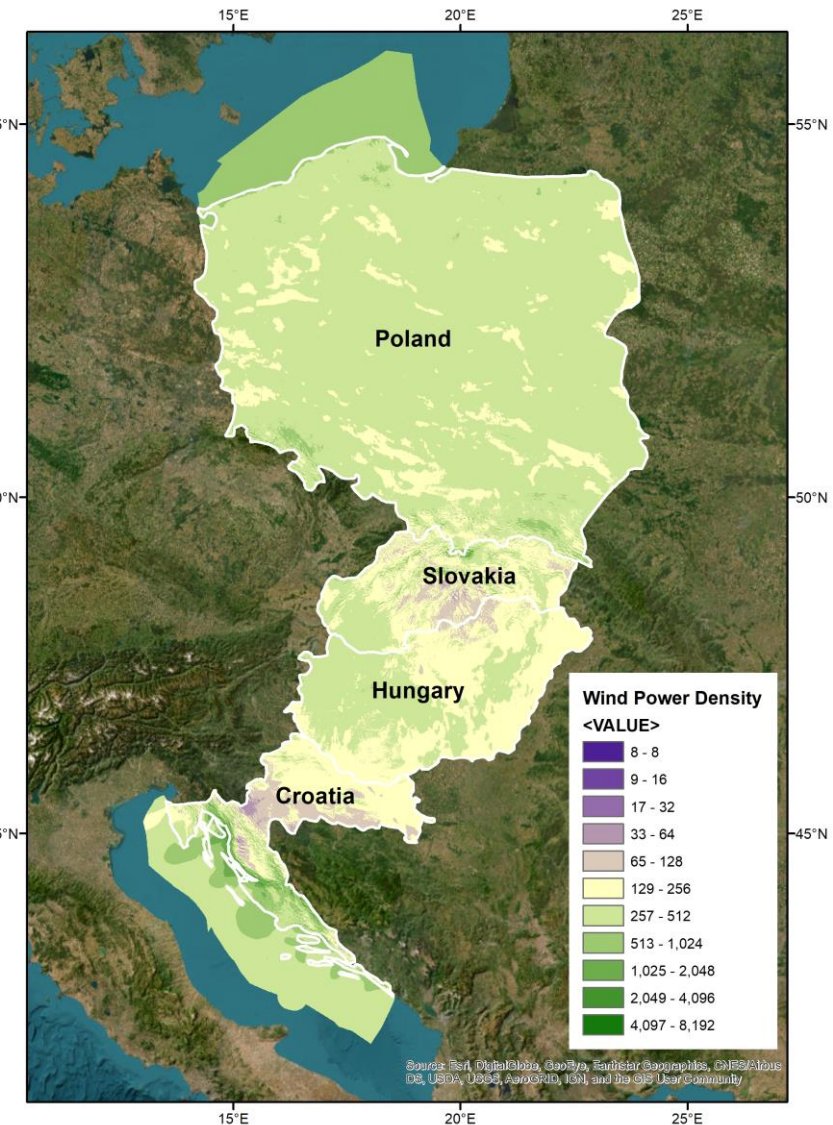 15°E 20°E 25°E
5°N 55°N
Poland
0°N 50°N
Slovakia
Hungary
Croatia
5°N 45°N
Wind Power Density
<VALUE>
8 - 8
9 - 16
17 - 32
33 - 64
65 - 128
129 - 256
257 - 512
513 - 1,024
1,025 - 2,048
2,049 - 4,096
4,097 - 8,192
Source: Esri, DigitalGlobe, GeoEye, Earthstar Geographics, CNES/Airbus
DS, USDA, USGS, AeroGRID, IGN, and the GIS User Community
15°E 20°E 25°E